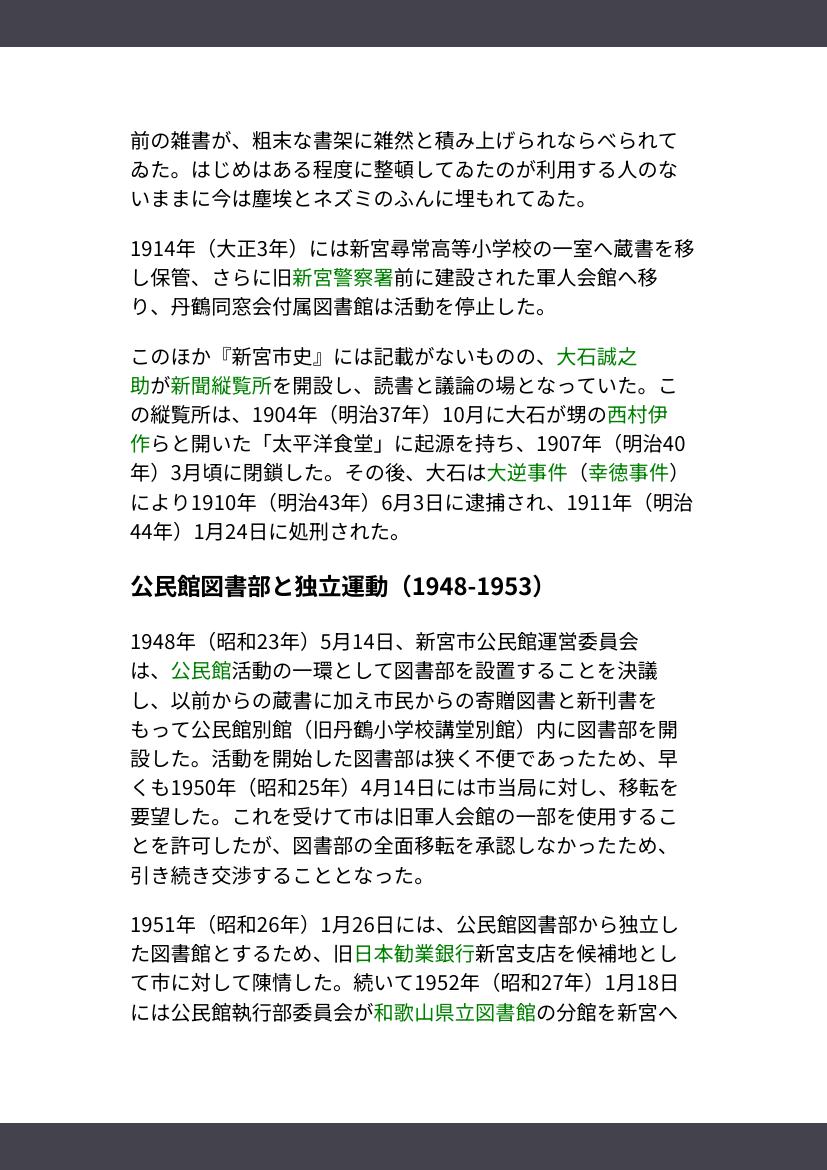 前の雑書が、粗末な書架に雑然と積み上げられならべられて
ゐた。はじめはある程度に整頓してゐたのが利用する人のな
いままに今は塵埃とネズミのふんに埋もれてゐた。
1914年（大正3年）には新宮尋常高等小学校の一室へ蔵書を移
し保管、さらに旧新宮警察署前に建設された軍人会館へ移
り、丹鶴同窓会付属図書館は活動を停止した。
このほか『新宮市史』には記載がないものの、大石誠之
助が新聞縦覧所を開設し、読書と議論の場となっていた。こ
の縦覧所は、1904年（明治37年）10月に大石が甥の西村伊
作らと開いた「太平洋食堂」に起源を持ち、1907年（明治40
年）3月頃に閉鎖した。その後、大石は大逆事件（幸徳事件）
により1910年（明治43年）6月3日に逮捕され、1911年（明治
44年）1月24日に処刑された。
公民館図書部と独立運動（1948-1953）
1948年（昭和23年）5月14日、新宮市公民館運営委員会
は、公民館活動の一環として図書部を設置することを決議
し、以前からの蔵書に加え市民からの寄贈図書と新刊書を
もって公民館別館（旧丹鶴小学校講堂別館）内に図書部を開
設した。活動を開始した図書部は狭く不便であったため、早
くも1950年（昭和25年）4月14日には市当局に対し、移転を
要望した。これを受けて市は旧軍人会館の一部を使用するこ
とを許可したが、図書部の全面移転を承認しなかったため、
引き続き交渉することとなった。
1951年（昭和26年）1月26日には、公民館図書部から独立し
た図書館とするため、旧日本勧業銀行新宮支店を候補地とし
て市に対して陳情した。続いて1952年（昭和27年）1月18日
には公民館執行部委員会が和歌山県立図書館の分館を新宮へ